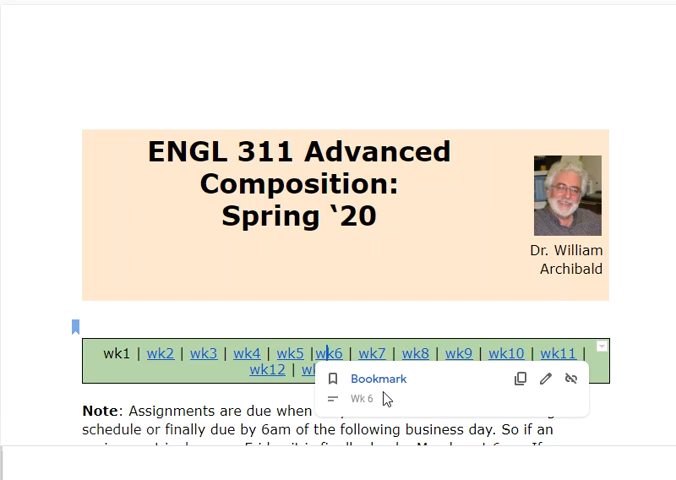 ENGL 311 Advanced
Composition:
Spring ‘20
Dr. William
Archibald
wk1 | wk2 | wk3 | wk4 | wk5 |wk6 | wk7 | wk8 | wk9 | wk10 | wk11 |
wk12 |
Bookmark
Wk 6
Note: Assignments are due when
schedule or finally due by 6am of the following business day. So if an